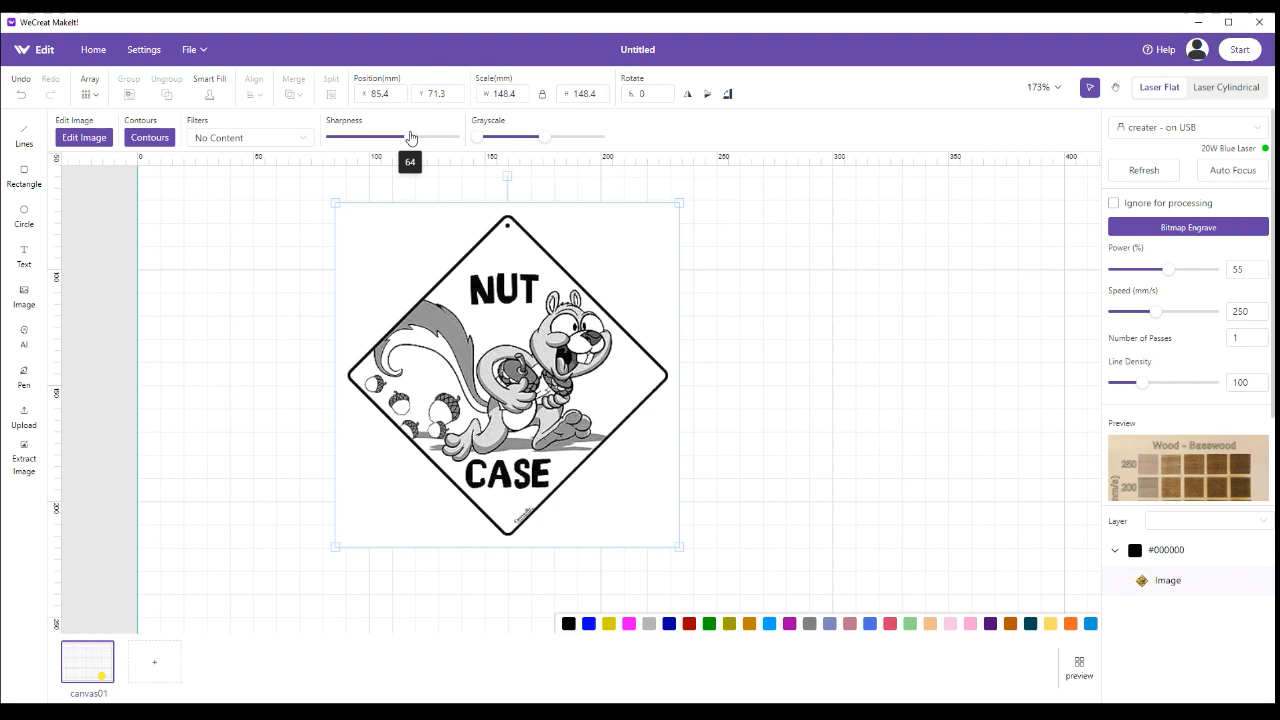 WeCreat MakeIt!
Edit
Home
Settings
File
Untitled
Help
Start
Undo
Redo
Array
Group
Ungroup
Smart Fill
Align
Merge
Split
Position(mm)
X 85.4
Y 71.3
Scale(mm)
W 148.4
H 148.4
Rotate
0
173%
Laser Flat
Laser Cylindrical
Edit Image
Edit Image
Contours
Contours
Filters
No Content
Sharpness
64
Grayscale
Lines
Rectangle
Circle
Text
Image
AI
Pen
Upload
Extract
Image
50
0
50
100
150
200
250
300
350
400
100
150
200
250
NUT
CASE
creater - on USB
20W Blue Laser
Refresh
Auto Focus
Ignore for processing
Bitmap Engrave
Power (%)
55
Speed (mm/s)
250
Number of Passes
1
Line Density
100
Preview
Wood - Basswood
250
200
Layer
#000000
Image
canvas01
+
preview